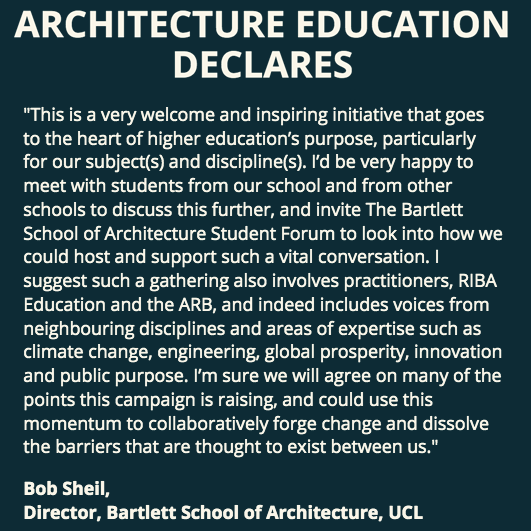 ARCHITECTURE EDUCATION
DECLARES
"This is a very welcome and inspiring initiative that goes
to the heart of higher education’s purpose, particularly
for our subject(s) and discipline(s). I’d be very happy to
meet with students from our school and from other
schools to discuss this further, and invite The Bartlett
School of Architecture Student Forum to look into how we
could host and support such a vital conversation. I
suggest such a gathering also involves practitioners, RIBA
Education and the ARB, and indeed includes voices from
neighbouring disciplines and areas of expertise such as
climate change, engineering, global prosperity, innovation
and public purpose. I’m sure we will agree on many of the
points this campaign is raising, and could use this
momentum to collaboratively forge change and dissolve
the barriers that are thought to exist between us."
Bob Sheil,
Director, Bartlett School of Architecture, UCL